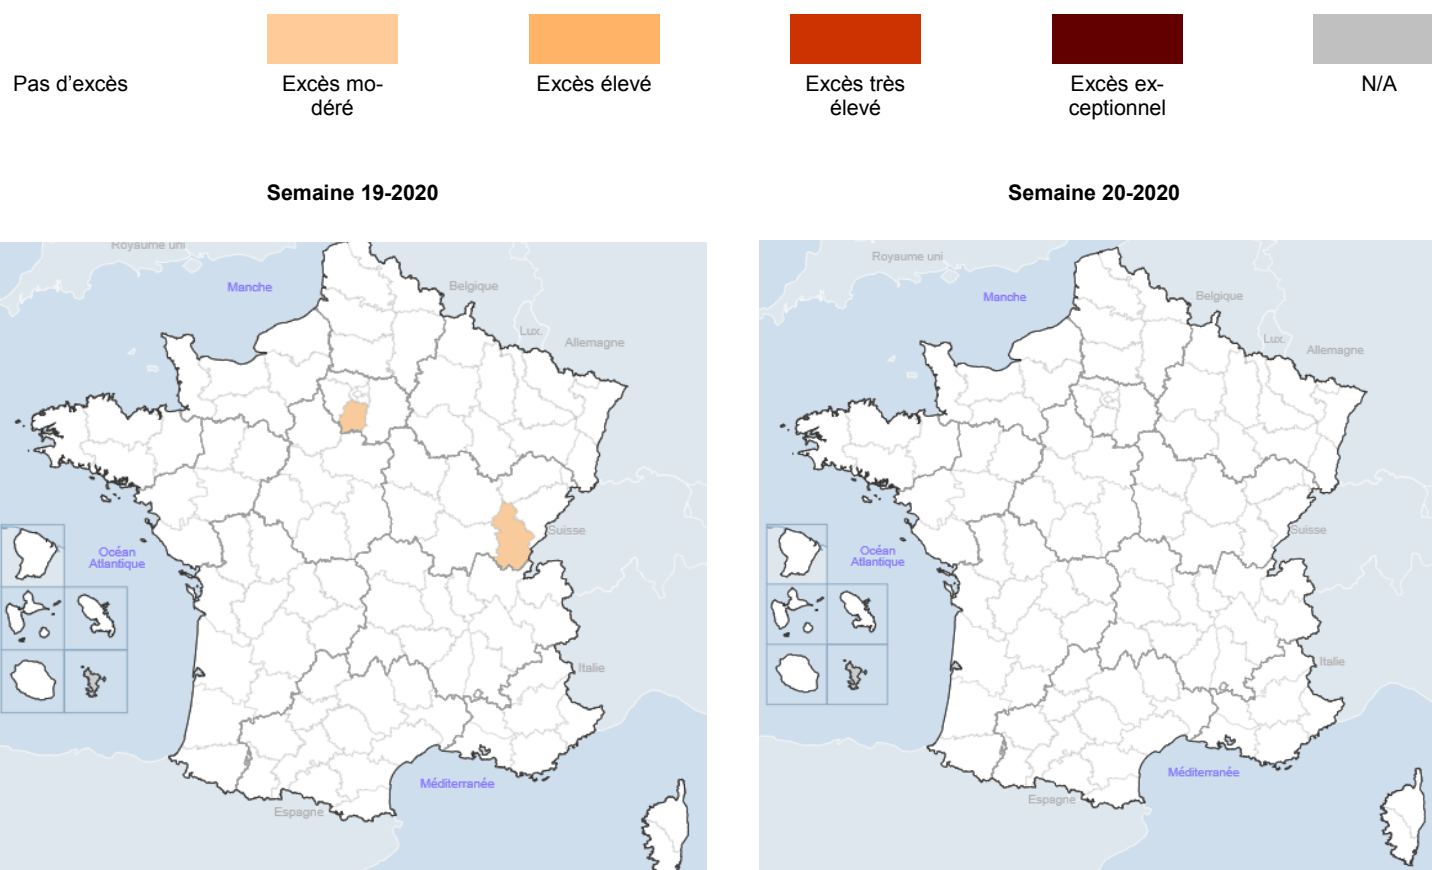 Pas d’excès
Excès mo-
déré
Excès élevé
Excès très
élevé
Excès ex-
ceptionnel
N/A
Semaine 19-2020
Semaine 20-2020
Royaume uni
Manche
Belgique
Lux.
Allemagne
Suisse
Océan
Atlantique
Italie
Méditerranée
Espagne
Royaume uni
Manche
Belgique
Lux.
Allemagne
Suisse
Océan
Atlantique
Italie
Méditerranée
Espagne